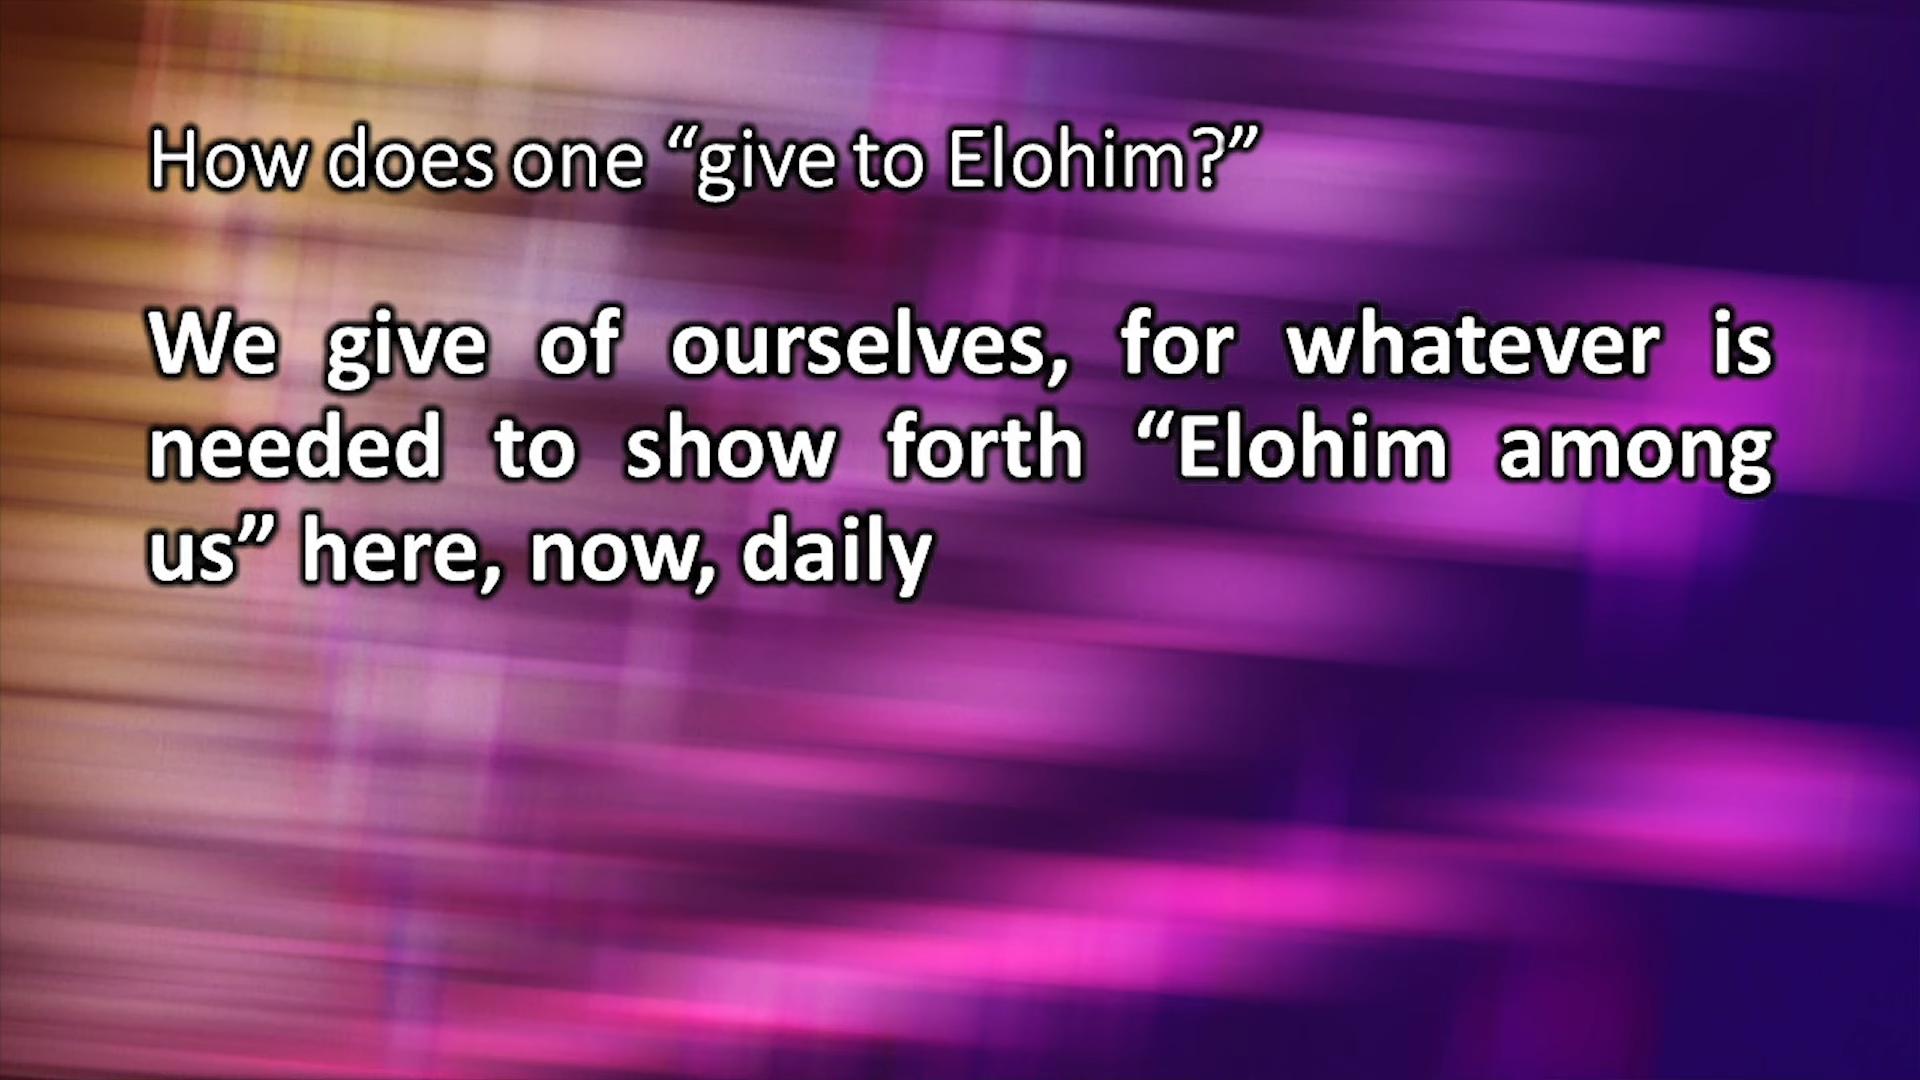 How does one “give to Elohim?”
We give of ourselves, for whatever is
needed to show forth “Elohim among
us” here, now, daily